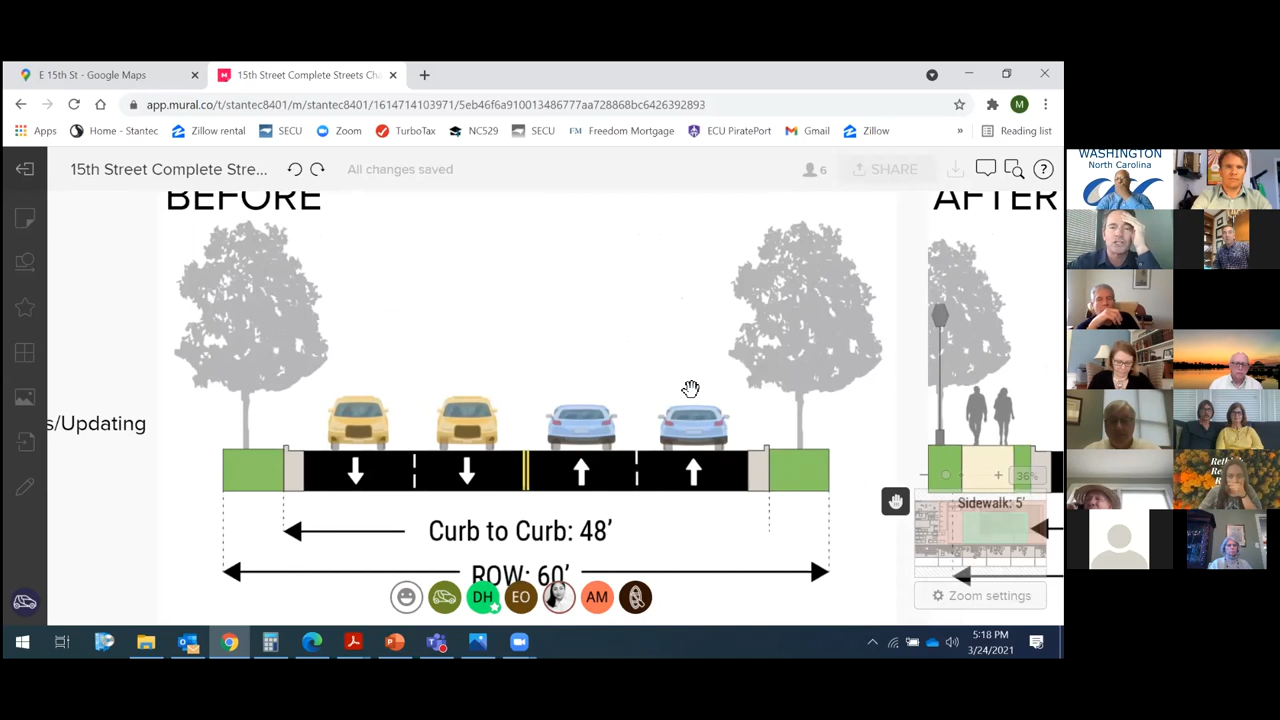 E 15th St - Google Maps
15th Street Complete Streets Cha
app.mural.co/t/stantec8401/m/stantec8401/1614714103971/5eb46f6a910013486777aa728868bc6426392893
M
Apps
Home - Stantec
Zillow rental
SECU
Zoom
TurboTax
NC529
SECU
FM Freedom Mortgage
ECU PiratePort
Gmail
Zillow
»
Reading list
15th Street Complete Stre...
All changes saved
6
SHARE
?
BEFORE
AFTER
s/Updating
36%
Sidewalk: 5'
Curb to Curb: 48'
ROW: 60'
DH
EO
AM
Zoom settings
5:18 PM
3/24/2021
WASHINGTON
North Carolina